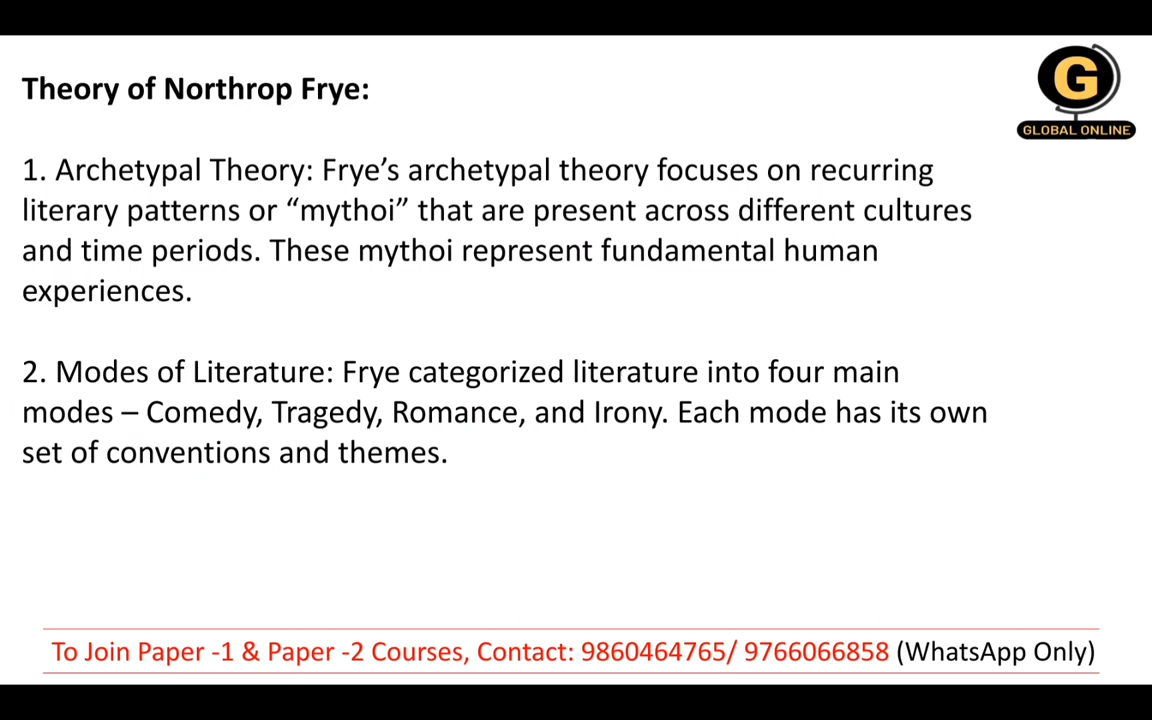 Theory of Northrop Frye:
G
GLOBAL ONLINE
1. Archetypal Theory: Frye’s archetypal theory focuses on recurring
literary patterns or “mythoi” that are present across different cultures
and time periods. These mythoi represent fundamental human
experiences.
2. Modes of Literature: Frye categorized literature into four main
modes – Comedy, Tragedy, Romance, and Irony. Each mode has its own
set of conventions and themes.
To Join Paper -1 & Paper -2 Courses, Contact: 9860464765/ 9766066858 (WhatsApp Only)